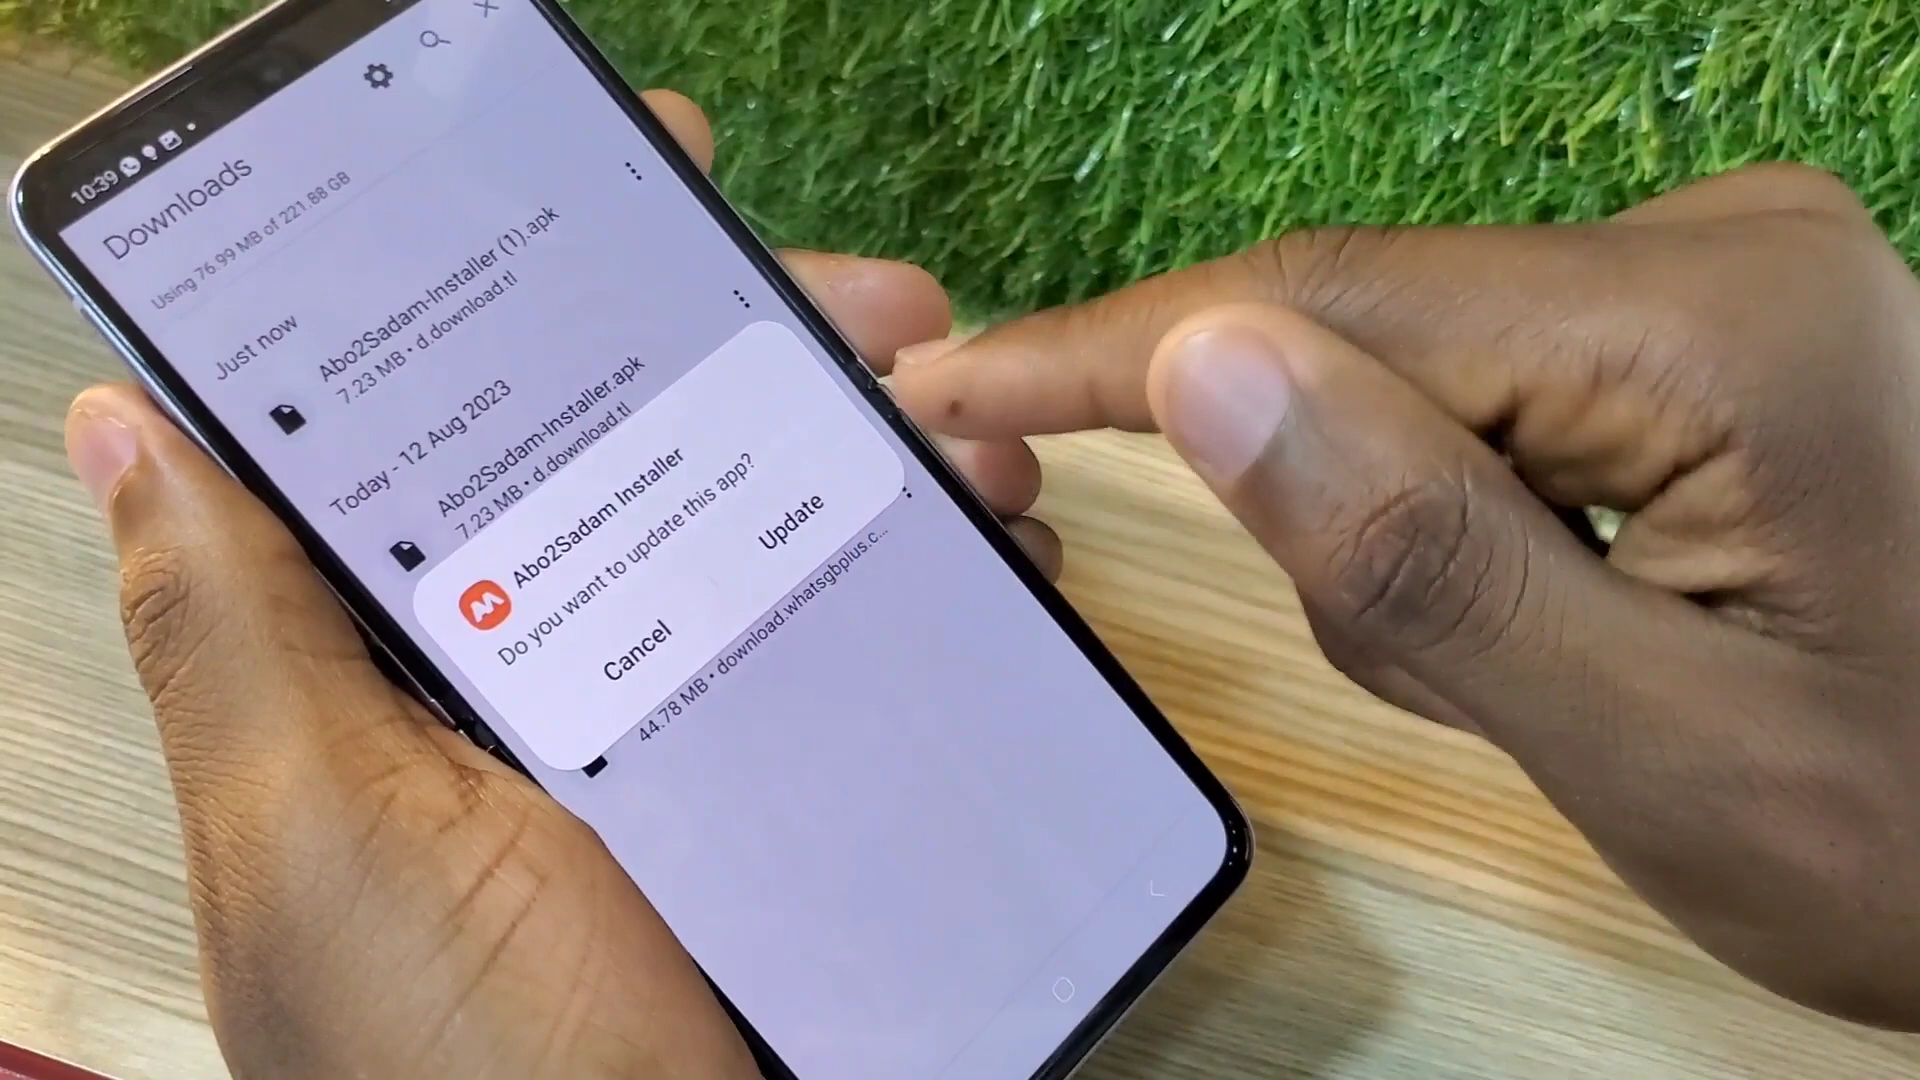 10:39
Downloads
Using 76.99 MB of 221.88 GB
Just now
Abo2Sadam-Installer (1).apk
7.23 MB • d.download.tl
Today - 12 Aug 2023
Abo2Sadam-Installer.apk
7.23 MB • d.download.tl
Abo2Sadam Installer
Do you want to update this app?
Cancel
Update
44.78 MB • download.whatsgbplus.c...